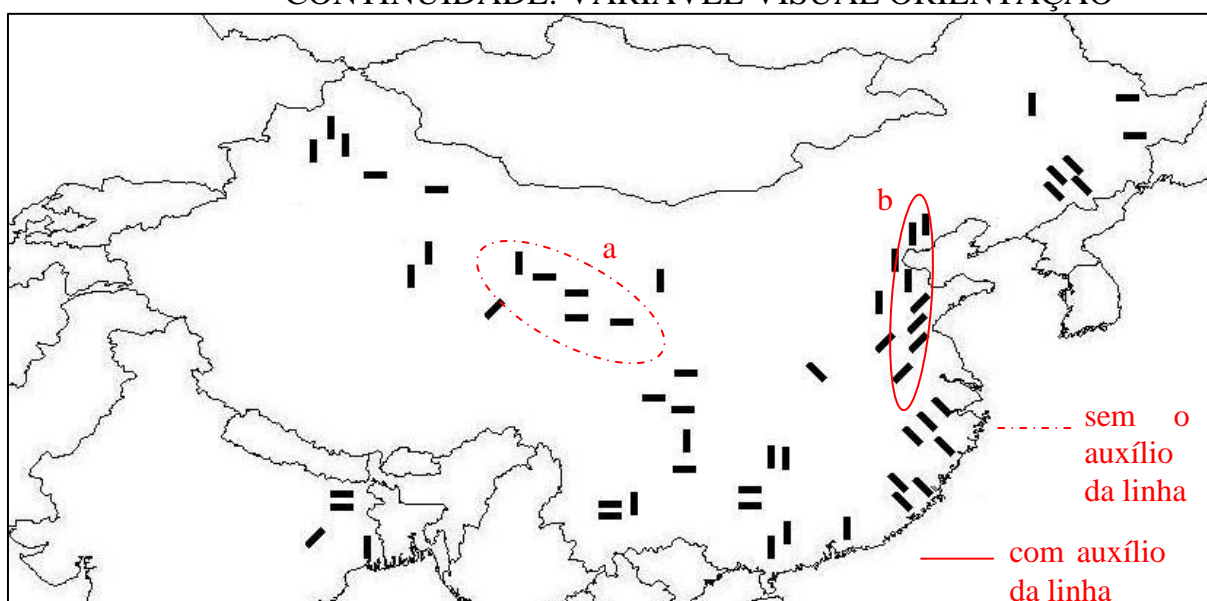 CONTINUIDADE: VARIÁVEL VISUAL ORIENTAÇÃO
b
a
sem o
auxílio
da linha
com auxílio
da linha